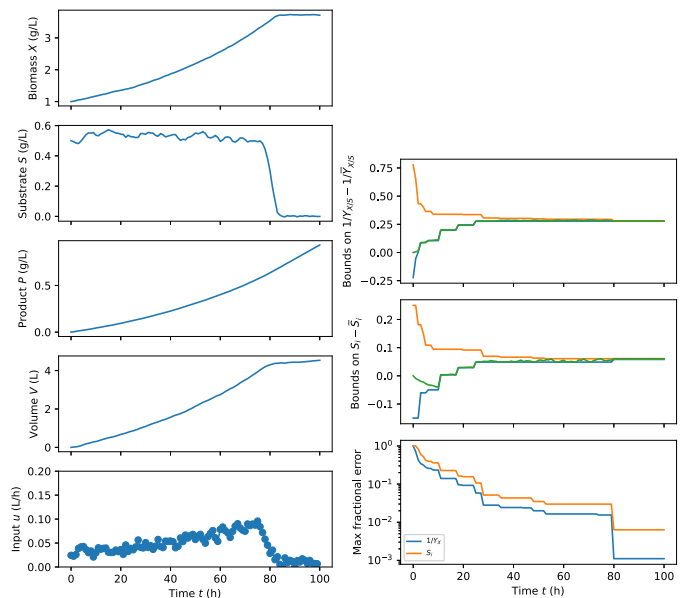 Biomass X (g/L)
3
2
1
Substrate S (g/L)
0.6
0.4
0.2
0.0
Product P (g/L)
0.5
0.0
Volume V (L)
4
2
0
Input u (L/h)
0.20
0.15
0.10
0.05
0.00
0 20 40 60 80 100
Time t (h)
Bounds on 1/Y_{X/S} − 1/Y̅_{X/S}
0.75
0.50
0.25
0.00
−0.25
Bounds on S_i − S̅_i
0.2
0.1
0.0
−0.1
Max fractional error
10^0
10^{−1}
10^{−2}
10^{−3}
1/Y_X
S_i
0 20 40 60 80 100
Time t (h)